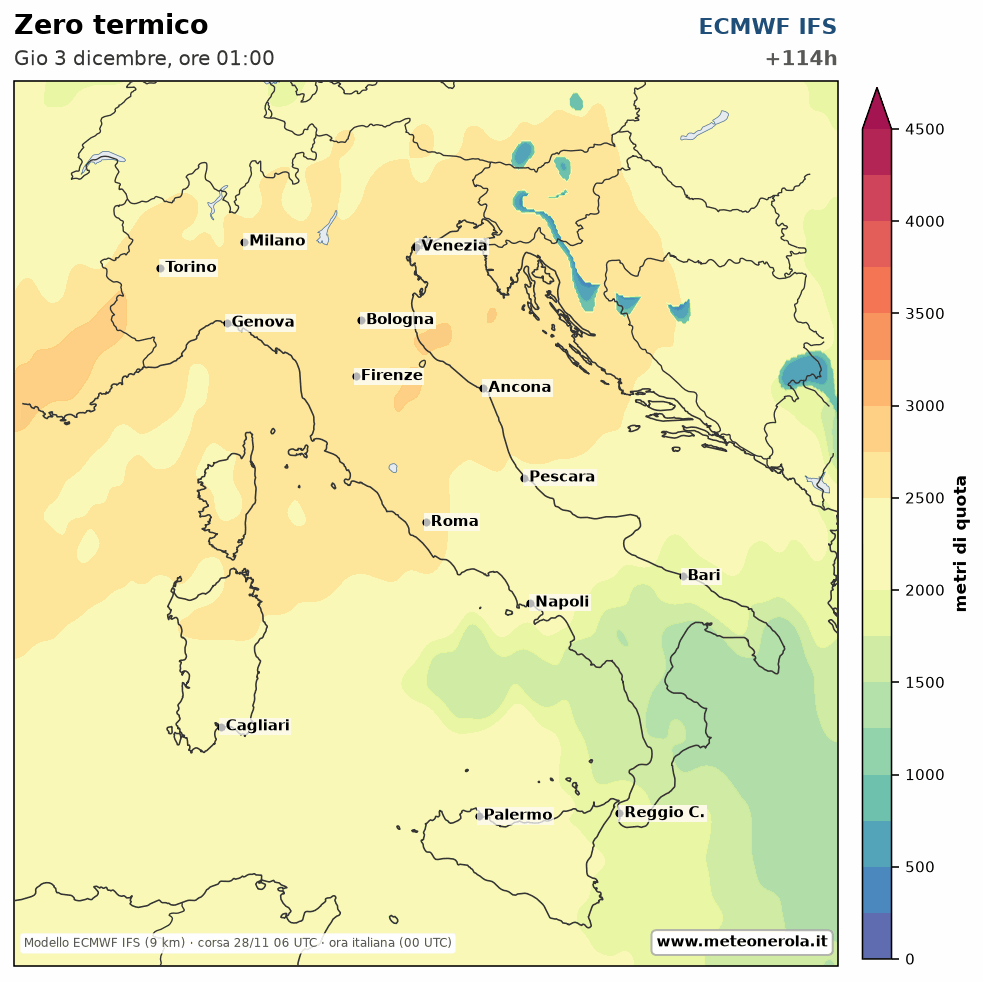 Zero termico
ECMWF IFS
Gio 3 dicembre, ore 01:00
+114h
Milano
Venezia
Torino
Genova
Bologna
Firenze
Ancona
Pescara
Roma
Bari
Napoli
Cagliari
Palermo
Reggio C.
4500
4000
3500
3000
2500
2000
1500
1000
500
0
metri di quota
Modello ECMWF IFS (9 km) · corsa 28/11 06 UTC · ora italiana (00 UTC)
www.meteonerola.it